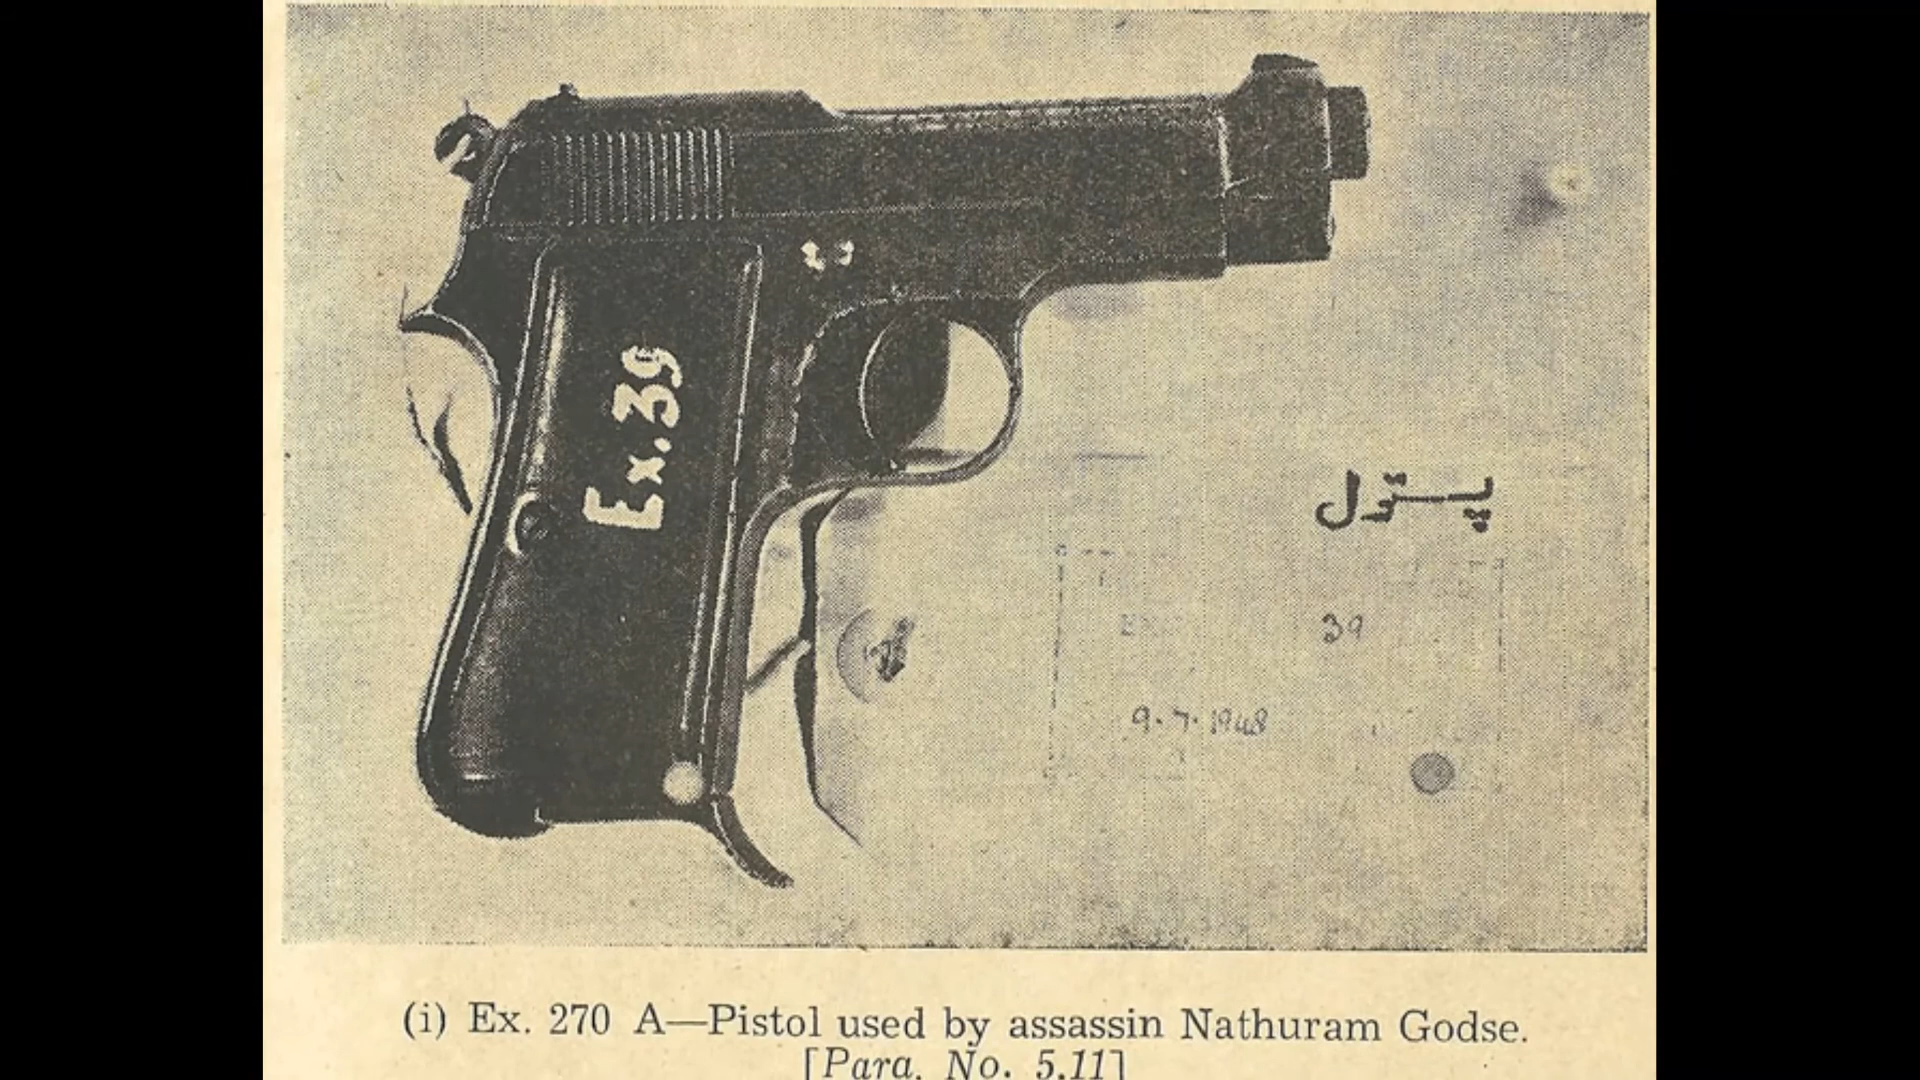 Ex. 39
پستول
39
9.7.1948
(i) Ex. 270 A—Pistol used by assassin Nathuram Godse.
[Para. No. 5.11]